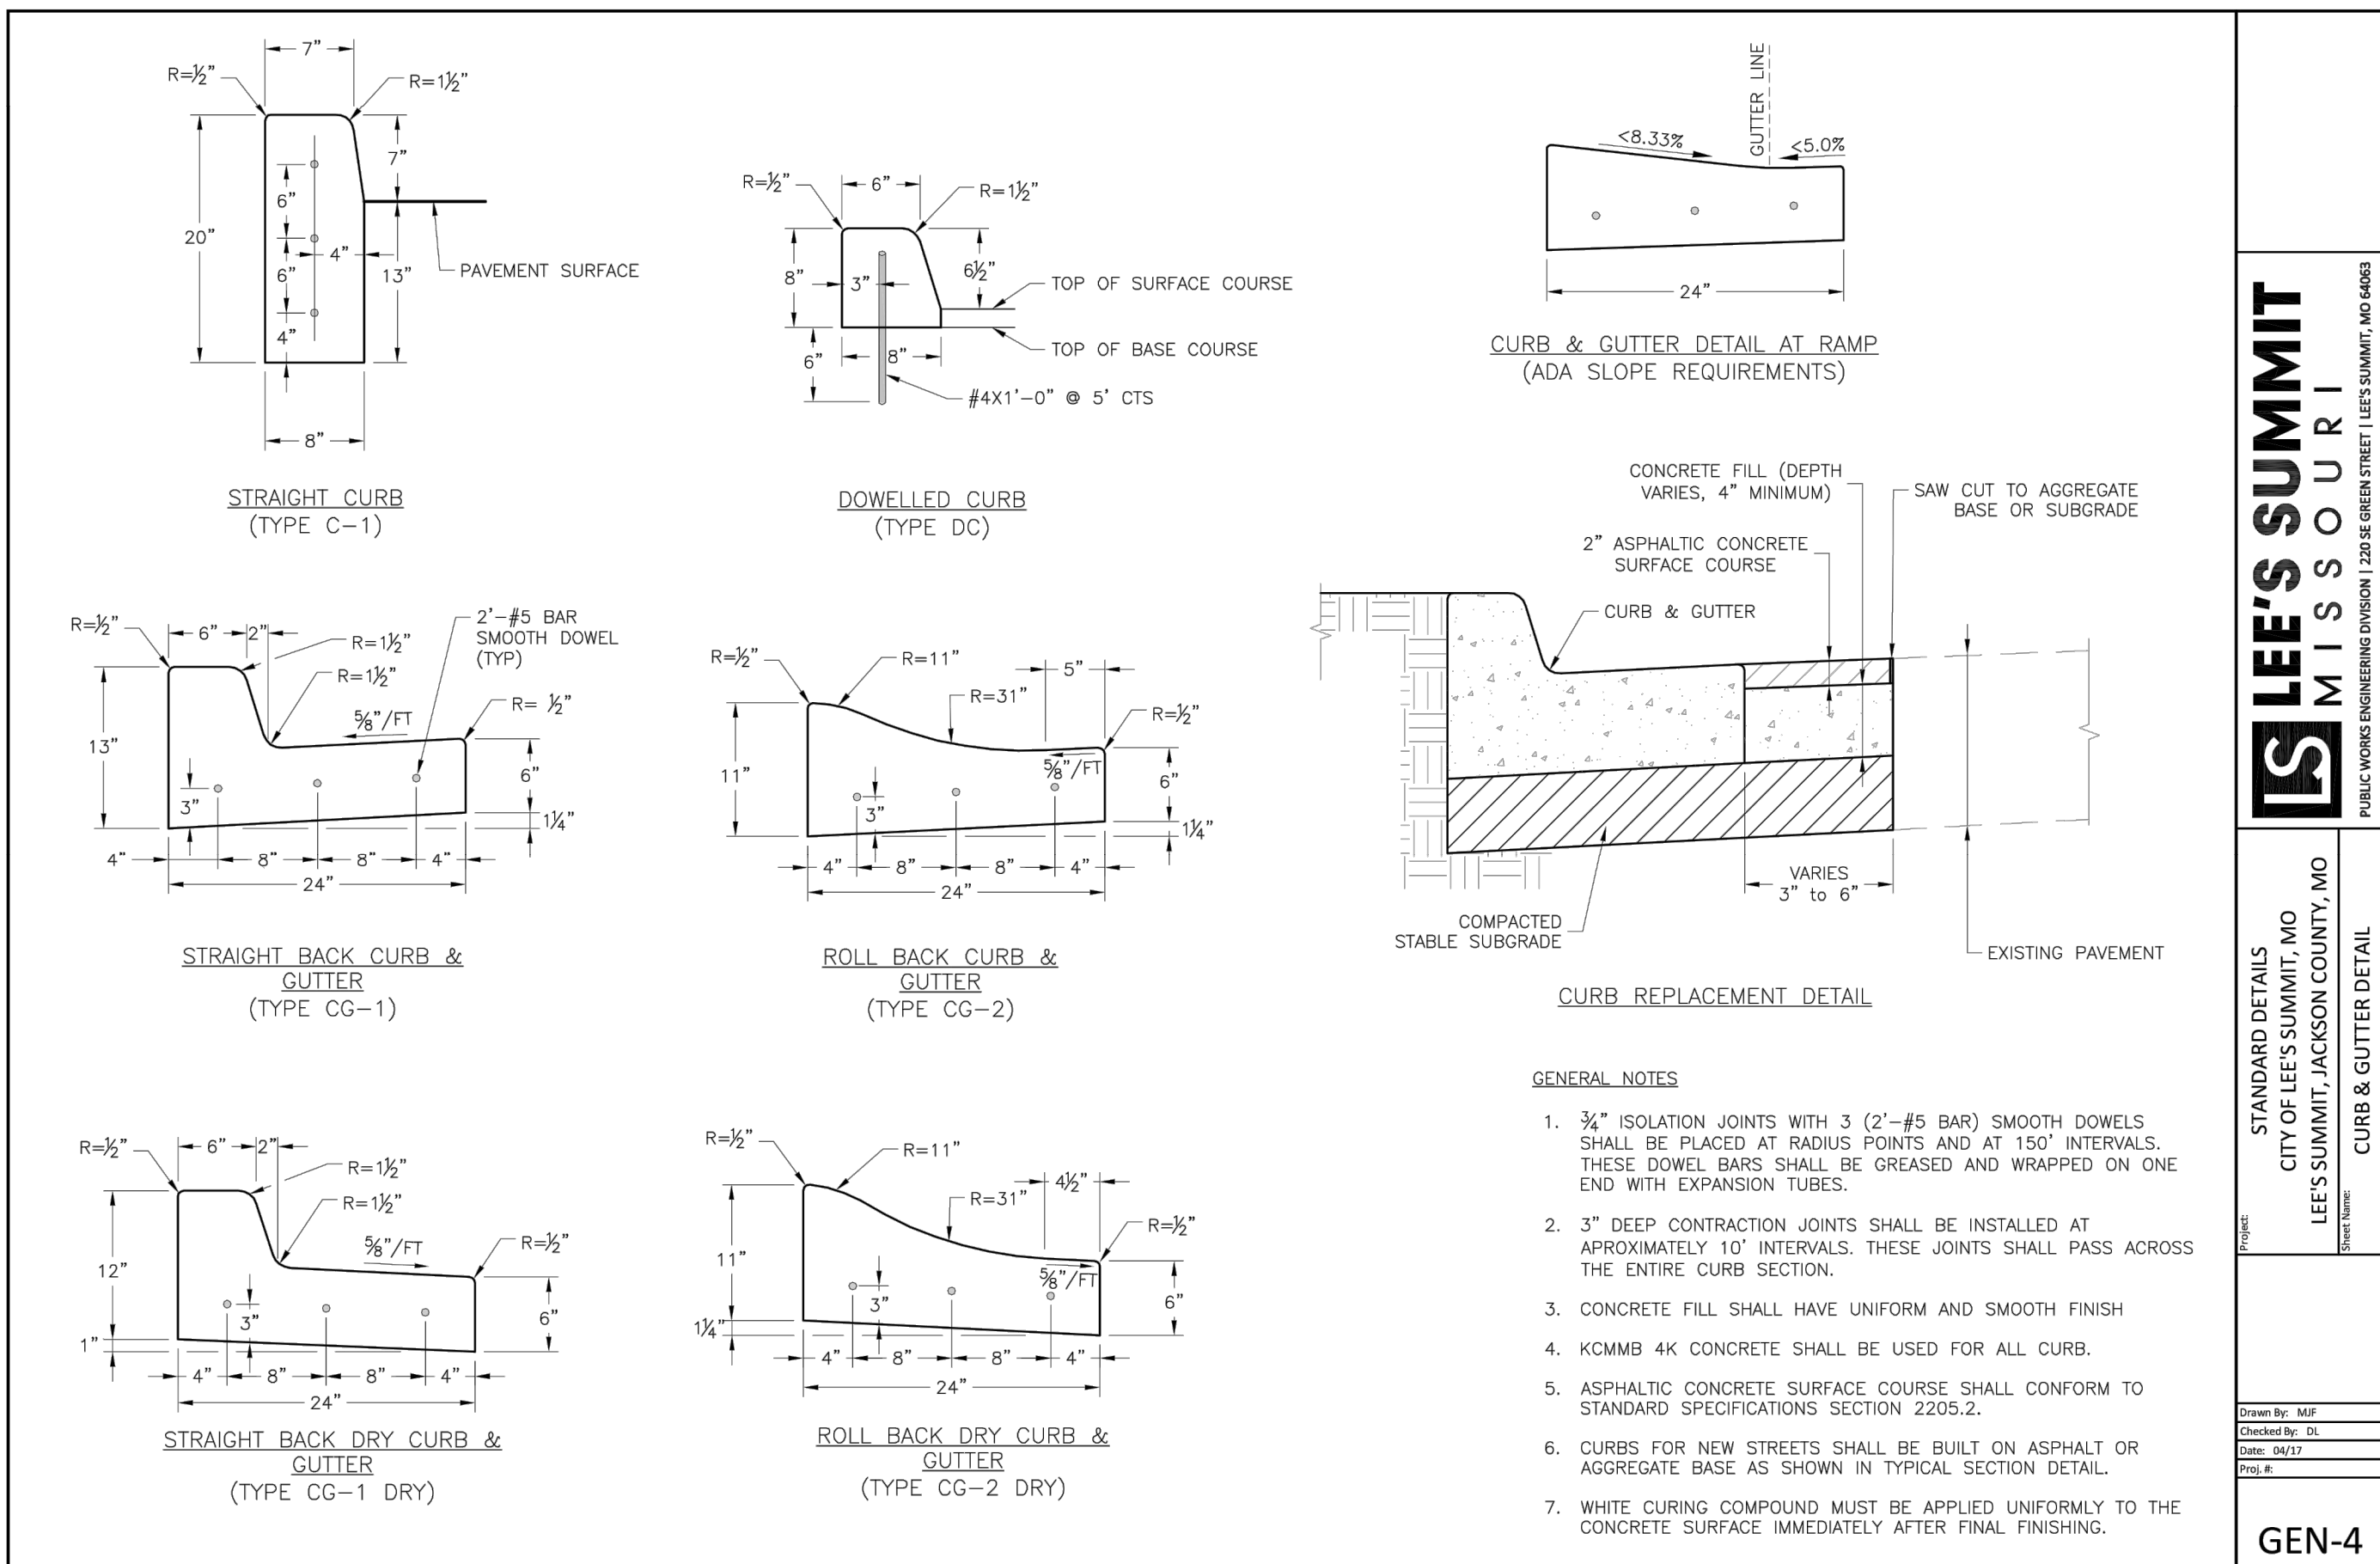 7"
R=½"
R=1½"
20"
6"
6"
4"
4"
7"
13"
PAVEMENT SURFACE
8"
STRAIGHT CURB
(TYPE C-1)
R=½"
6"
R=1½"
8"
3"
6½"
TOP OF SURFACE COURSE
TOP OF BASE COURSE
6"
8"
#4X1'-0" @ 5' CTS
DOWELLED CURB
(TYPE DC)
GUTTER LINE
<8.33%
<5.0%
24"
CURB & GUTTER DETAIL AT RAMP
(ADA SLOPE REQUIREMENTS)
R=½"
6"
2"
R=1½"
R=1½"
2'-#5 BAR
SMOOTH DOWEL
(TYP)
R= ½"
⅝"/FT
13"
3"
6"
1¼"
4"
8"
8"
4"
24"
STRAIGHT BACK CURB &
GUTTER
(TYPE CG-1)
R=½"
R=11"
R=31"
5"
R=½"
⅝"/FT
11"
3"
6"
1¼"
4"
8"
8"
4"
24"
ROLL BACK CURB &
GUTTER
(TYPE CG-2)
CONCRETE FILL (DEPTH
VARIES, 4" MINIMUM)
SAW CUT TO AGGREGATE
BASE OR SUBGRADE
2" ASPHALTIC CONCRETE
SURFACE COURSE
CURB & GUTTER
VARIES
3" to 6"
COMPACTED
STABLE SUBGRADE
EXISTING PAVEMENT
CURB REPLACEMENT DETAIL
R=½"
6"
2"
R=1½"
R=1½"
⅝"/FT
R=½"
12"
3"
6"
1"
4"
8"
8"
4"
24"
STRAIGHT BACK DRY CURB &
GUTTER
(TYPE CG-1 DRY)
R=½"
R=11"
R=31"
4½"
R=½"
⅝"/FT
11"
3"
6"
1¼"
4"
8"
8"
4"
24"
ROLL BACK DRY CURB &
GUTTER
(TYPE CG-2 DRY)
GENERAL NOTES
1. ¾" ISOLATION JOINTS WITH 3 (2'-#5 BAR) SMOOTH DOWELS
SHALL BE PLACED AT RADIUS POINTS AND AT 150' INTERVALS.
THESE DOWEL BARS SHALL BE GREASED AND WRAPPED ON ONE
END WITH EXPANSION TUBES.
2. 3" DEEP CONTRACTION JOINTS SHALL BE INSTALLED AT
APROXIMATELY 10' INTERVALS. THESE JOINTS SHALL PASS ACROSS
THE ENTIRE CURB SECTION.
3. CONCRETE FILL SHALL HAVE UNIFORM AND SMOOTH FINISH
4. KCMMB 4K CONCRETE SHALL BE USED FOR ALL CURB.
5. ASPHALTIC CONCRETE SURFACE COURSE SHALL CONFORM TO
STANDARD SPECIFICATIONS SECTION 2205.2.
6. CURBS FOR NEW STREETS SHALL BE BUILT ON ASPHALT OR
AGGREGATE BASE AS SHOWN IN TYPICAL SECTION DETAIL.
7. WHITE CURING COMPOUND MUST BE APPLIED UNIFORMLY TO THE
CONCRETE SURFACE IMMEDIATELY AFTER FINAL FINISHING.
LS
LEE'S SUMMIT
MISSOURI
PUBLIC WORKS ENGINEERING DIVISION | 220 SE GREEN STREET | LEE'S SUMMIT, MO 64063
Project:
STANDARD DETAILS
CITY OF LEE'S SUMMIT, MO
LEE'S SUMMIT, JACKSON COUNTY, MO
Sheet Name:
CURB & GUTTER DETAIL
Drawn By: MJF
Checked By: DL
Date: 04/17
Proj. #:
GEN-4